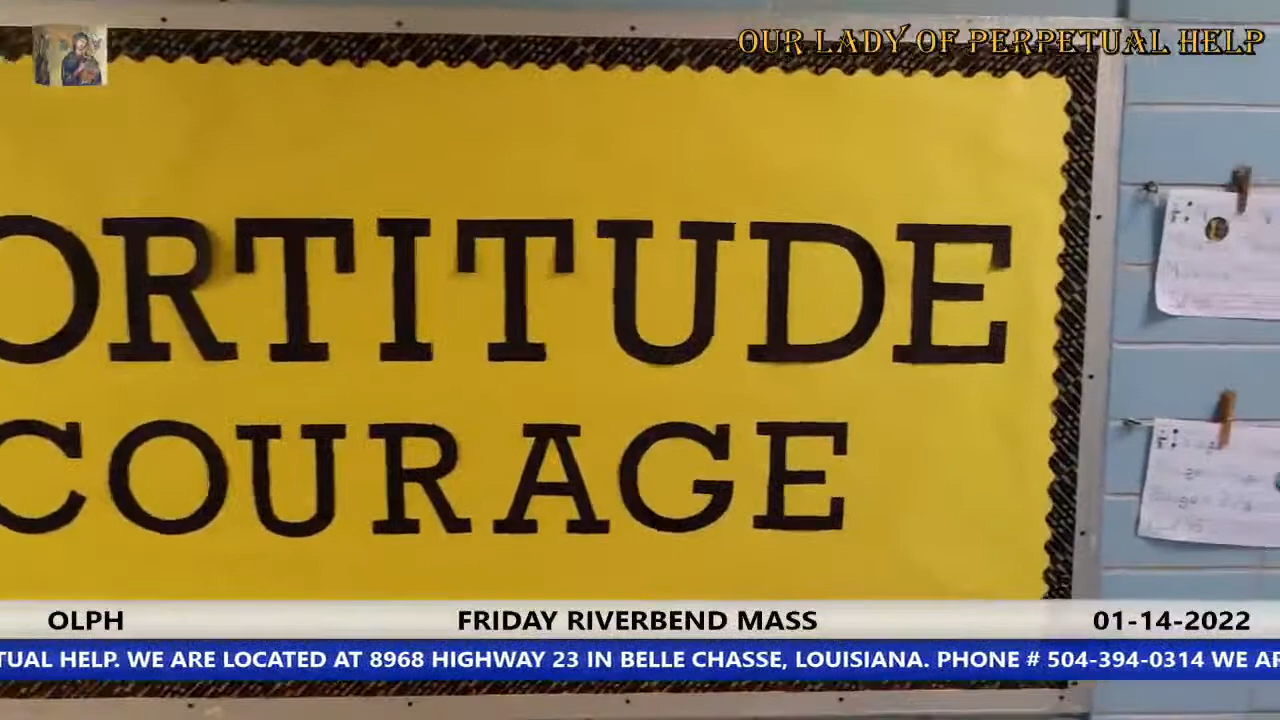 OUR LADY OF PERPETUAL HELP
ORTITUDE
COURAGE
OLPH FRIDAY RIVERBEND MASS 01-14-2022
TUAL HELP. WE ARE LOCATED AT 8968 HIGHWAY 23 IN BELLE CHASSE, LOUISIANA. PHONE # 504-394-0314 WE AR